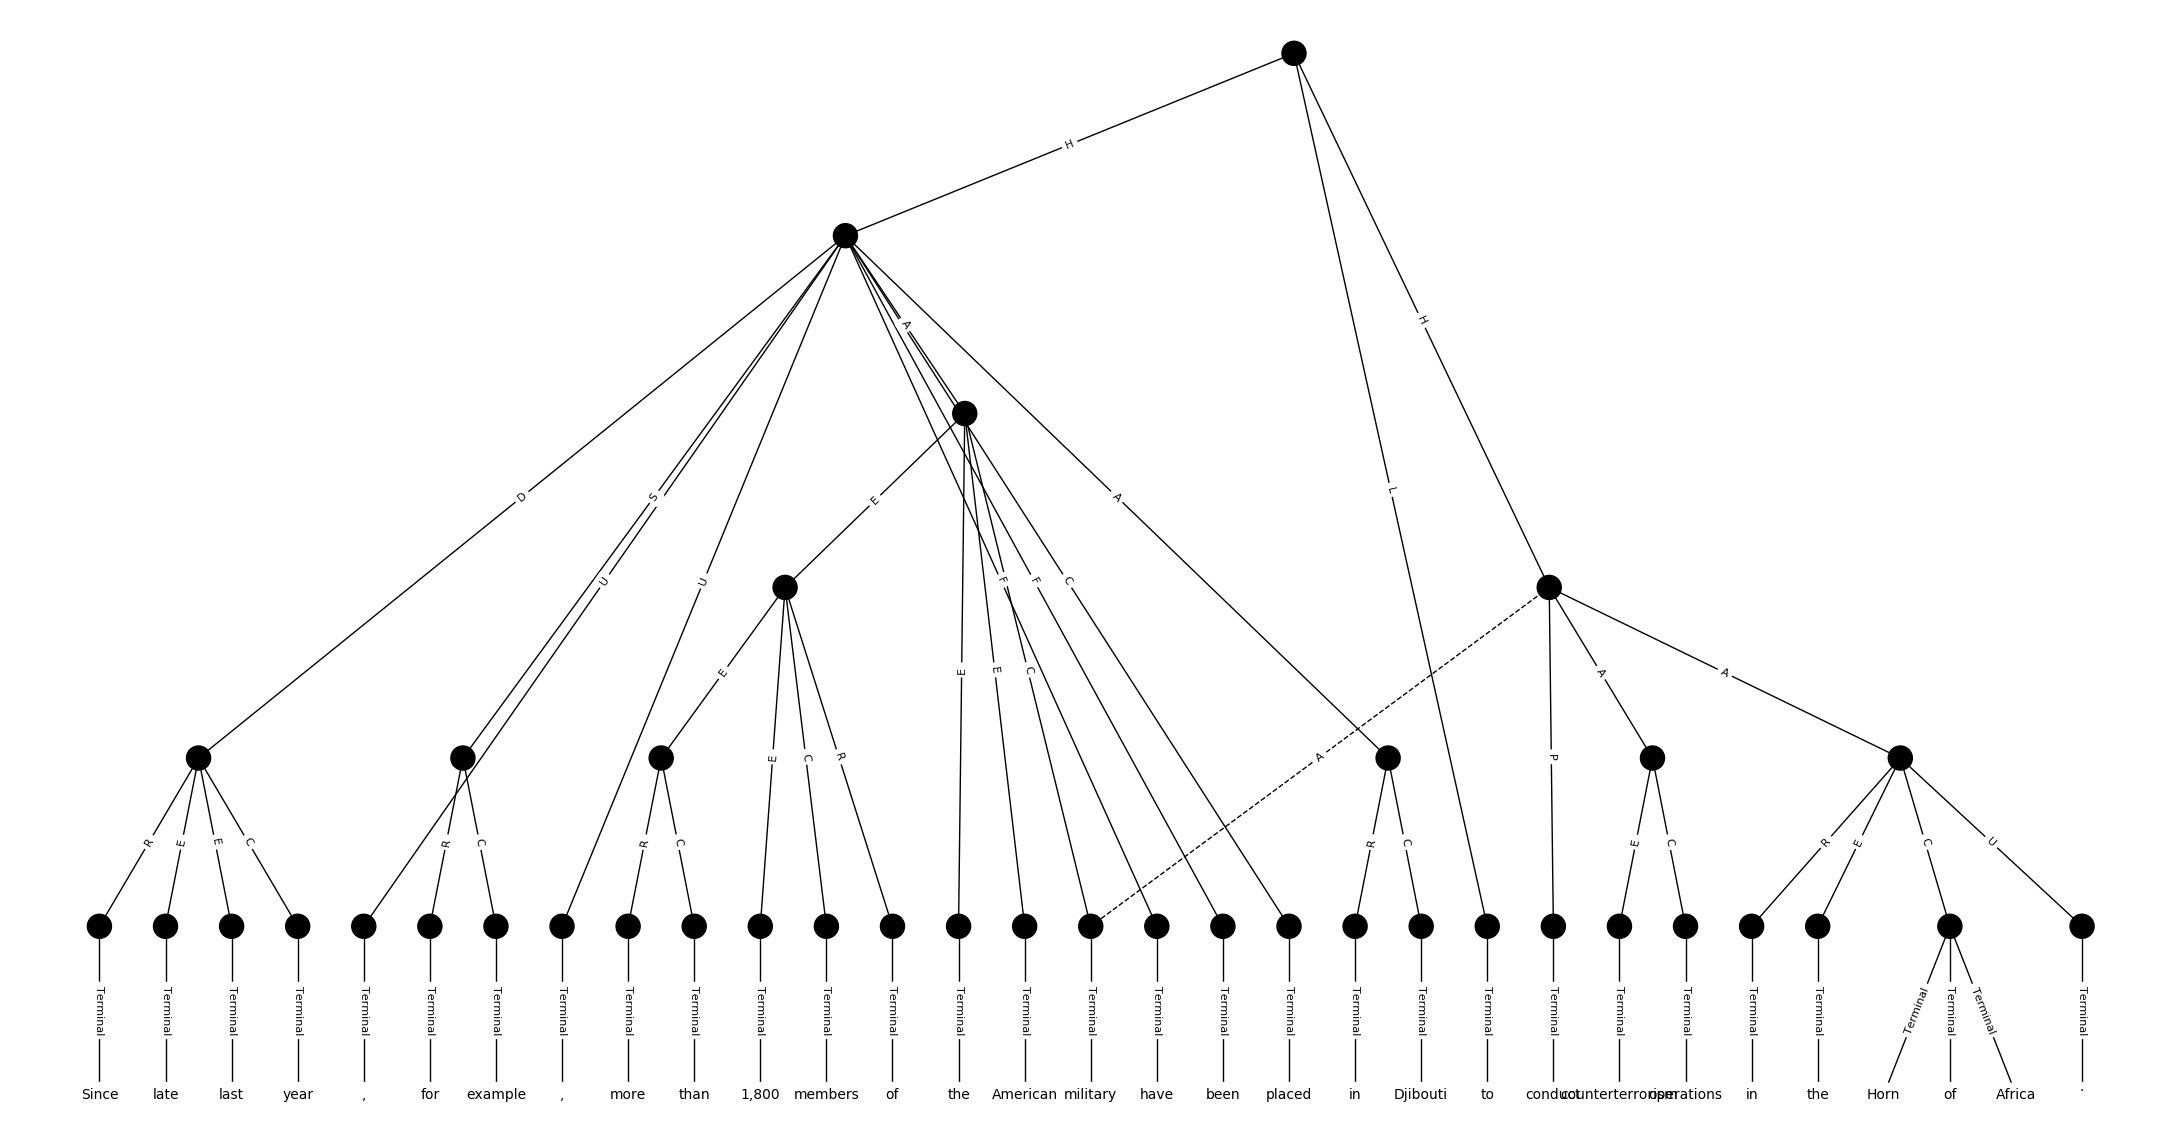 H
A
H
D
S
E
A
L
U
U
F
F
C
E
E
E
C
A
A
E
C
R
A
P
R
E
E
C
R
C
R
C
R
C
E
C
R
E
C
U
Terminal Terminal Terminal Terminal Terminal Terminal Terminal Terminal Terminal Terminal Terminal Terminal Terminal Terminal Terminal Terminal Terminal Terminal Terminal Terminal Terminal Terminal Terminal Terminal Terminal Terminal Terminal Terminal Terminal Terminal Terminal
Since late last year , for example , more than 1,800 members of the American military have been placed in Djibouti to conduct counterterrorism operations in the Horn of Africa .